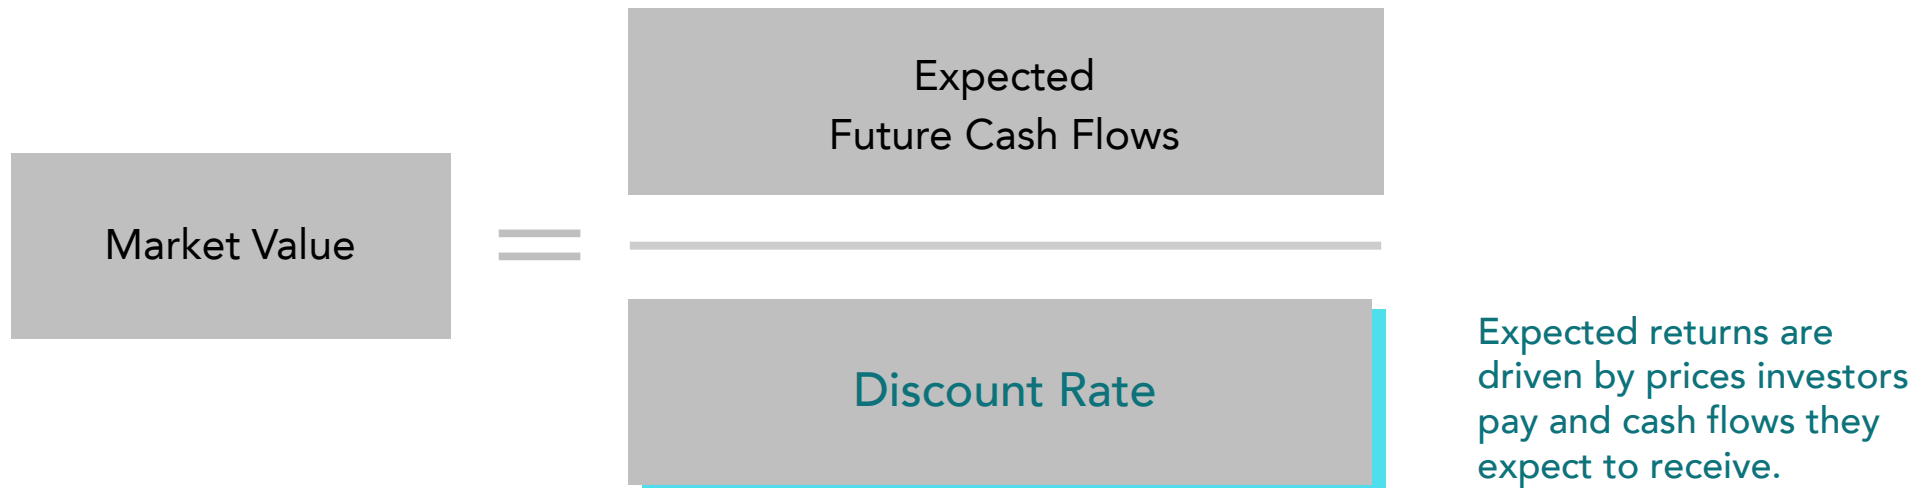 Expected
Future Cash Flows
Market Value
=
Discount Rate
Expected returns are
driven by prices investors
pay and cash flows they
expect to receive.